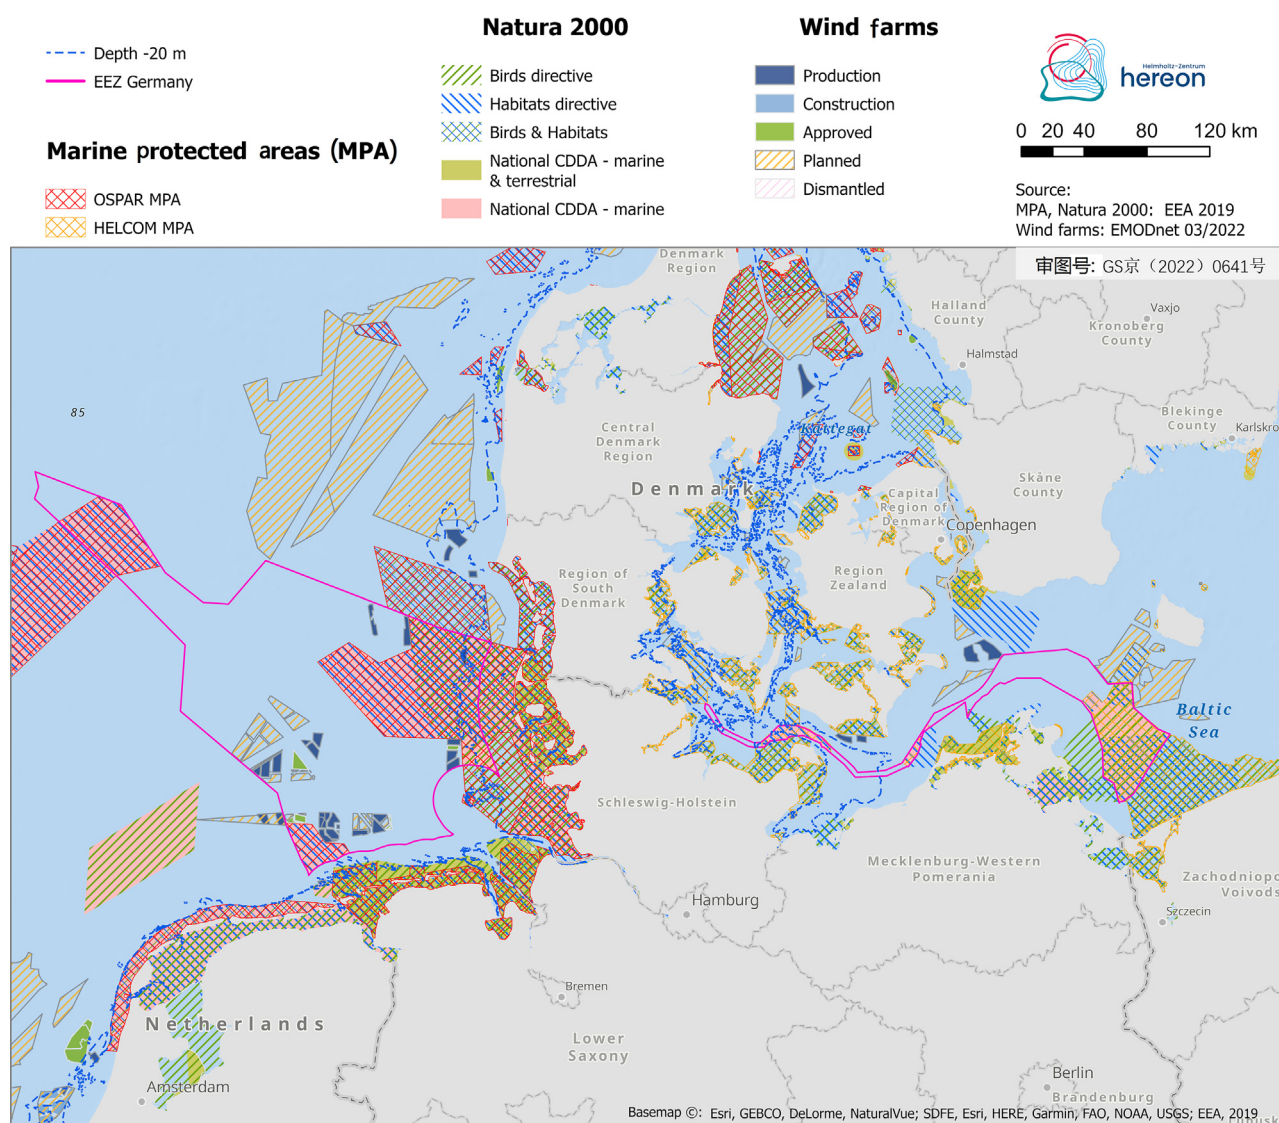 Depth -20 m
EEZ Germany
Marine protected areas (MPA)
OSPAR MPA
HELCOM MPA
Natura 2000
Birds directive
Habitats directive
Birds & Habitats
National CDDA - marine
& terrestrial
National CDDA - marine
Wind farms
Production
Construction
Approved
Planned
Dismantled
Helmholtz-Zentrum
hereon
0 20 40 80 120 km
Source:
MPA, Natura 2000: EEA 2019
Wind farms: EMODnet 03/2022
审图号: GS京（2022）0641号
Denmark
Region
Halland
County
Vaxjo
Kronoberg
County
Halmstad
85
Central
Denmark
Region
Kattegat
Blekinge
County
Karlskro
Denmark
Skåne
County
Capital
Region of
Denmark
Copenhagen
Region of
South
Denmark
Region
Zealand
Baltic
Sea
Schleswig-Holstein
Mecklenburg-Western
Pomerania
Zachodniopo
Voivods
Hamburg
Szczecin
Bremen
Netherlands
Lower
Saxony
Amsterdam
Berlin
Brandenburg
Basemap ©: Esri, GEBCO, DeLorme, NaturalVue; SDFE, Esri, HERE, Garmin, FAO, NOAA, USGS; EEA, 2019